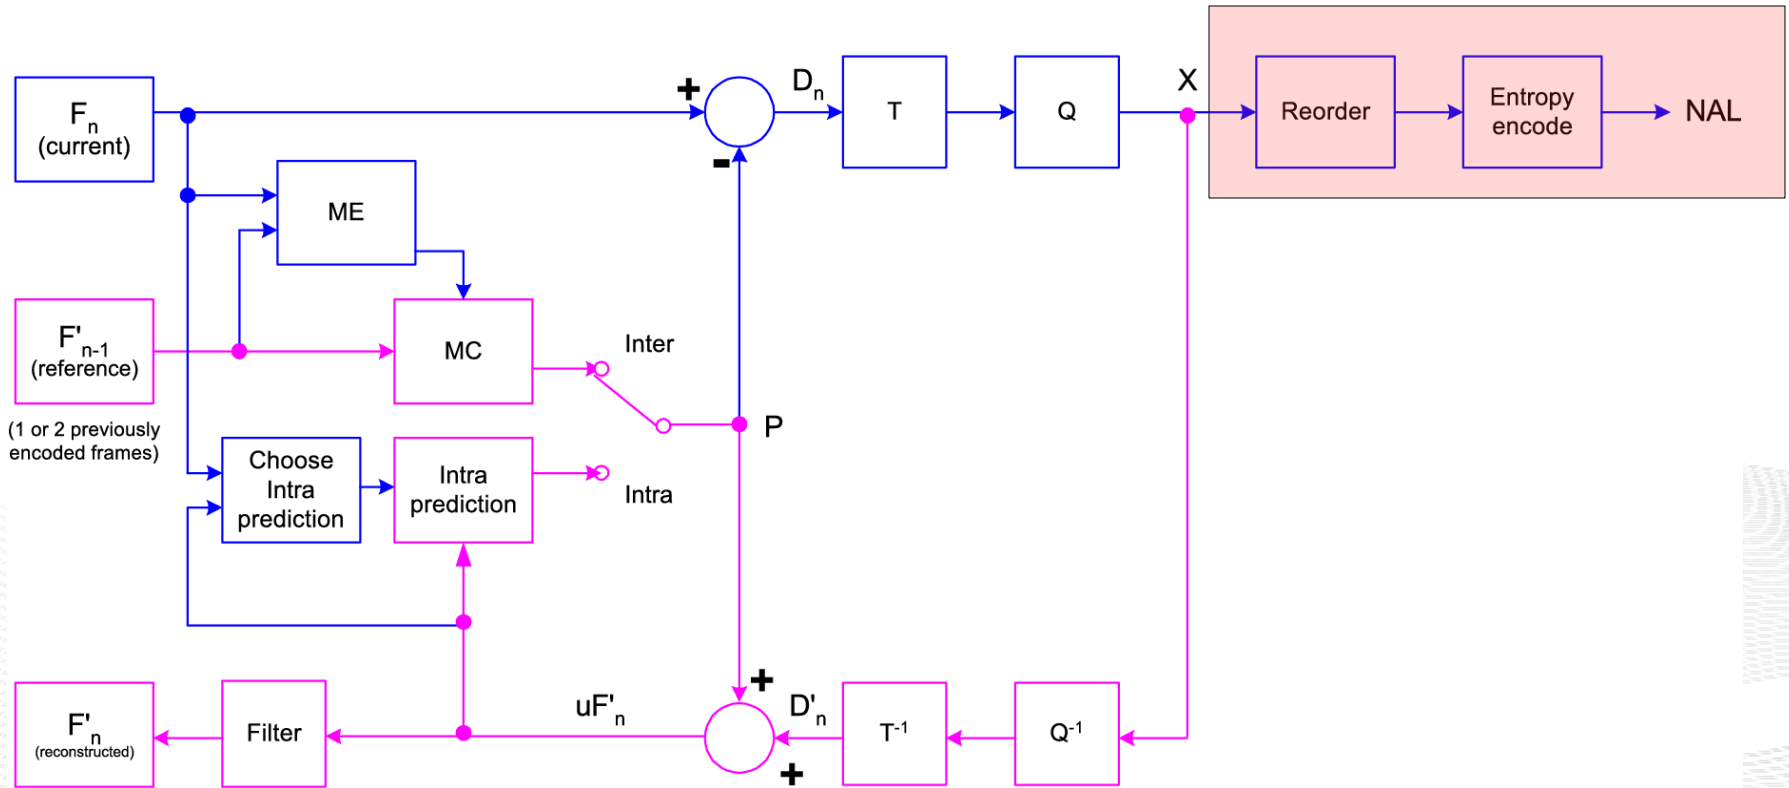 +
Dn
T
Q
X
Reorder
Entropy
encode
NAL
Fn
(current)
-
ME
F'n-1
(reference)
MC
Inter
(1 or 2 previously
encoded frames)
P
Choose
Intra
prediction
Intra
prediction
Intra
+
F'n
(reconstructed)
Filter
uF'n
D'n
+
T-1
Q-1